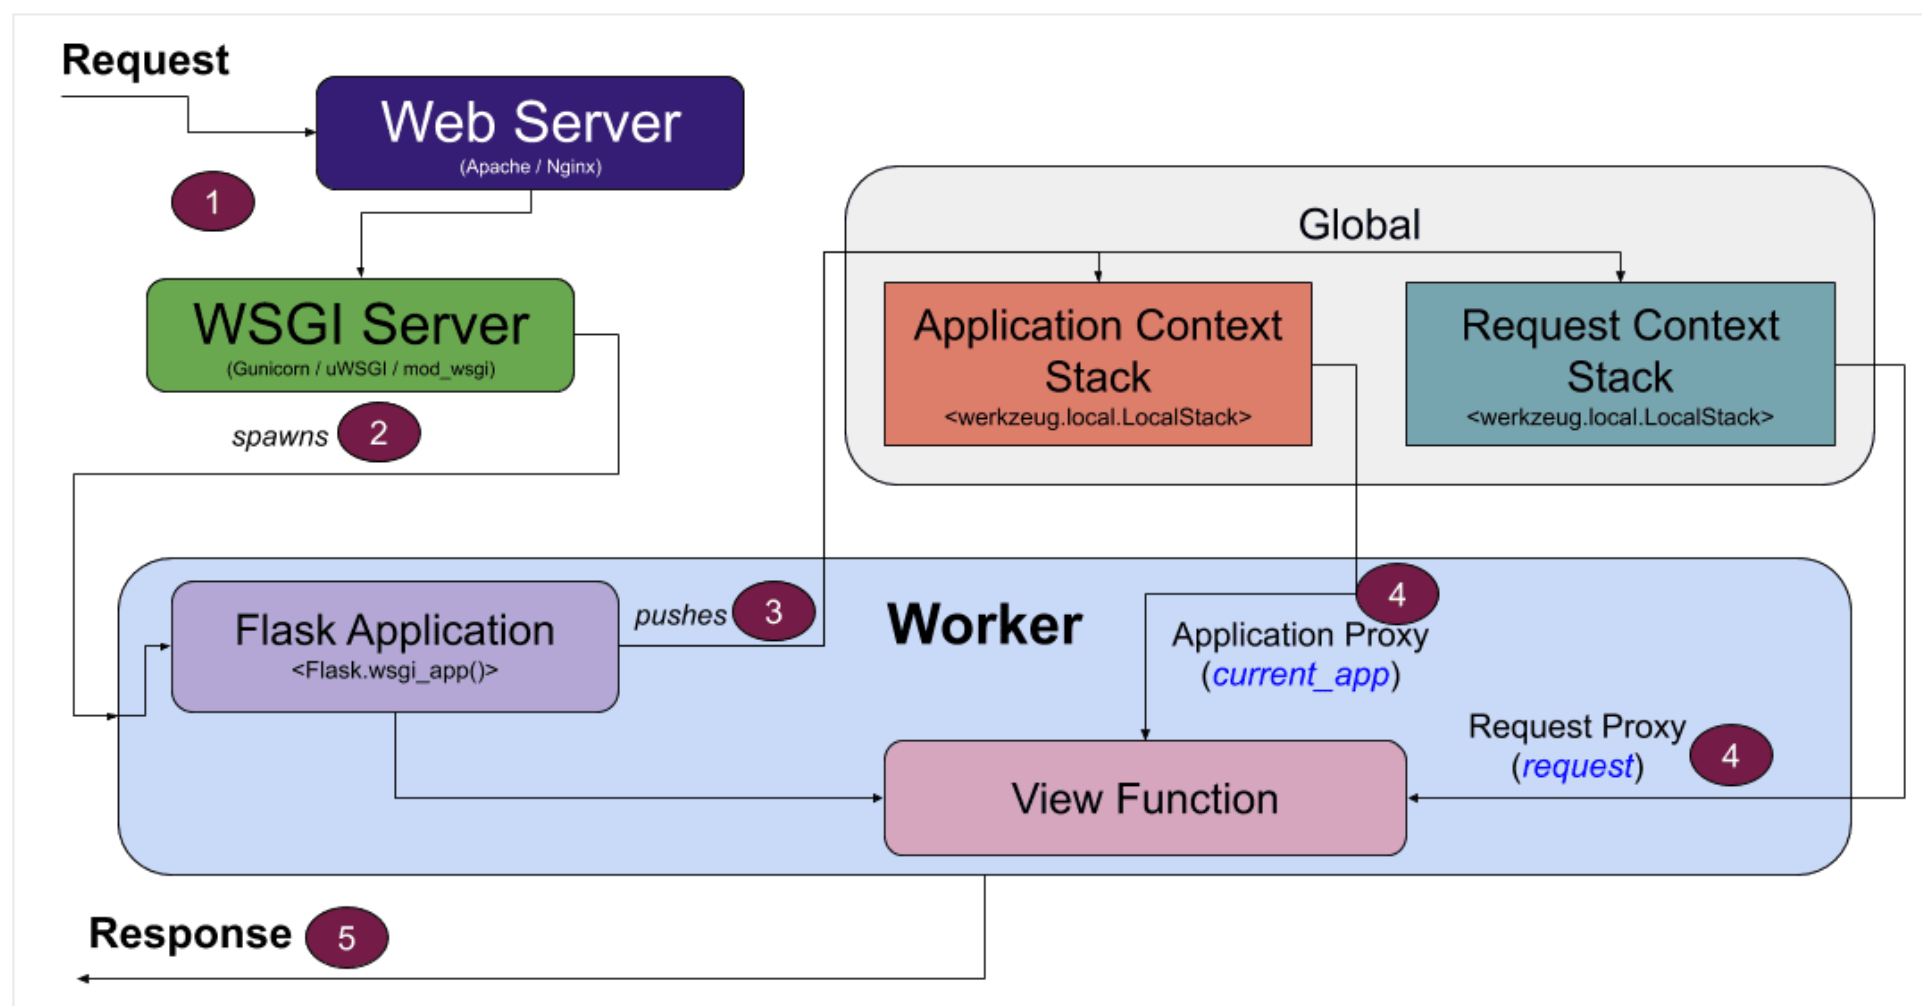 Request
Web Server
(Apache / Nginx)
1
WSGI Server
(Gunicorn / uWSGI / mod_wsgi)
spawns
2
Global
Application Context
Stack
<werkzeug.local.LocalStack>
Request Context
Stack
<werkzeug.local.LocalStack>
Flask Application
<Flask.wsgi_app()>
pushes
3
Worker
4
Application Proxy
(current_app)
Request Proxy
(request)
4
View Function
Response
5